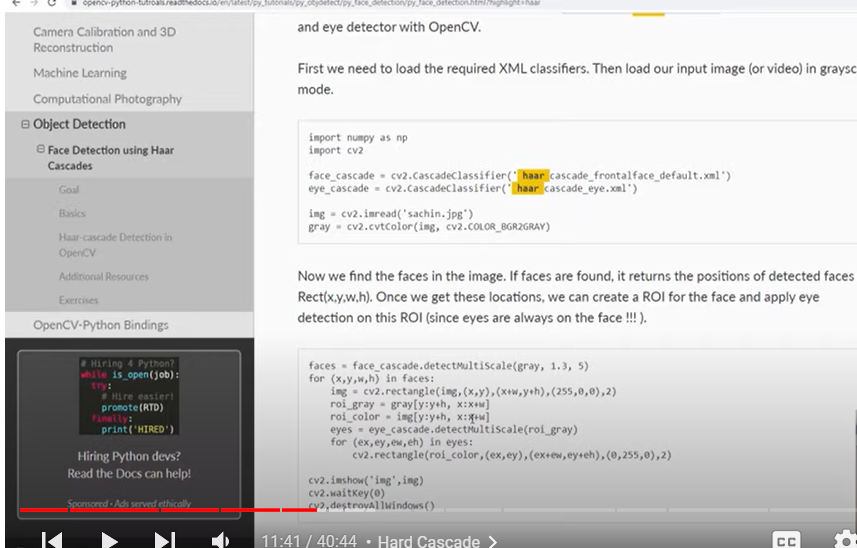 opencv-python-tutroals.readthedocs.io/en/latest/py_tutorials/py_objdetect/py_face_detection/py_face_detection.html?highlight=haar
Camera Calibration and 3D
Reconstruction
Machine Learning
Computational Photography
Object Detection
Face Detection using Haar
Cascades
Goal
Basics
Haar-cascade Detection in
OpenCV
Additional Resources
Exercises
OpenCV-Python Bindings
# Hiring 4 Python?
while is_open(job):
try:
# Hire easier!
promote(RTD)
finally:
print('HIRED')
Hiring Python devs?
Read the Docs can help!
Sponsored · Ads served ethically
and eye detector with OpenCV.
First we need to load the required XML classifiers. Then load our input image (or video) in graysc
mode.
import numpy as np
import cv2
face_cascade = cv2.CascadeClassifier('haarcascade_frontalface_default.xml')
eye_cascade = cv2.CascadeClassifier('haarcascade_eye.xml')
img = cv2.imread('sachin.jpg')
gray = cv2.cvtColor(img, cv2.COLOR_BGR2GRAY)
Now we find the faces in the image. If faces are found, it returns the positions of detected faces
Rect(x,y,w,h). Once we get these locations, we can create a ROI for the face and apply eye
detection on this ROI (since eyes are always on the face !!! ).
faces = face_cascade.detectMultiScale(gray, 1.3, 5)
for (x,y,w,h) in faces:
img = cv2.rectangle(img,(x,y),(x+w,y+h),(255,0,0),2)
roi_gray = gray[y:y+h, x:x+w]
roi_color = img[y:y+h, x:x+w]
eyes = eye_cascade.detectMultiScale(roi_gray)
for (ex,ey,ew,eh) in eyes:
cv2.rectangle(roi_color,(ex,ey),(ex+ew,ey+eh),(0,255,0),2)
cv2.imshow('img',img)
cv2.waitKey(0)
cv2.destroyAllWindows()
11:41 / 40:44 • Hard Cascade
CC